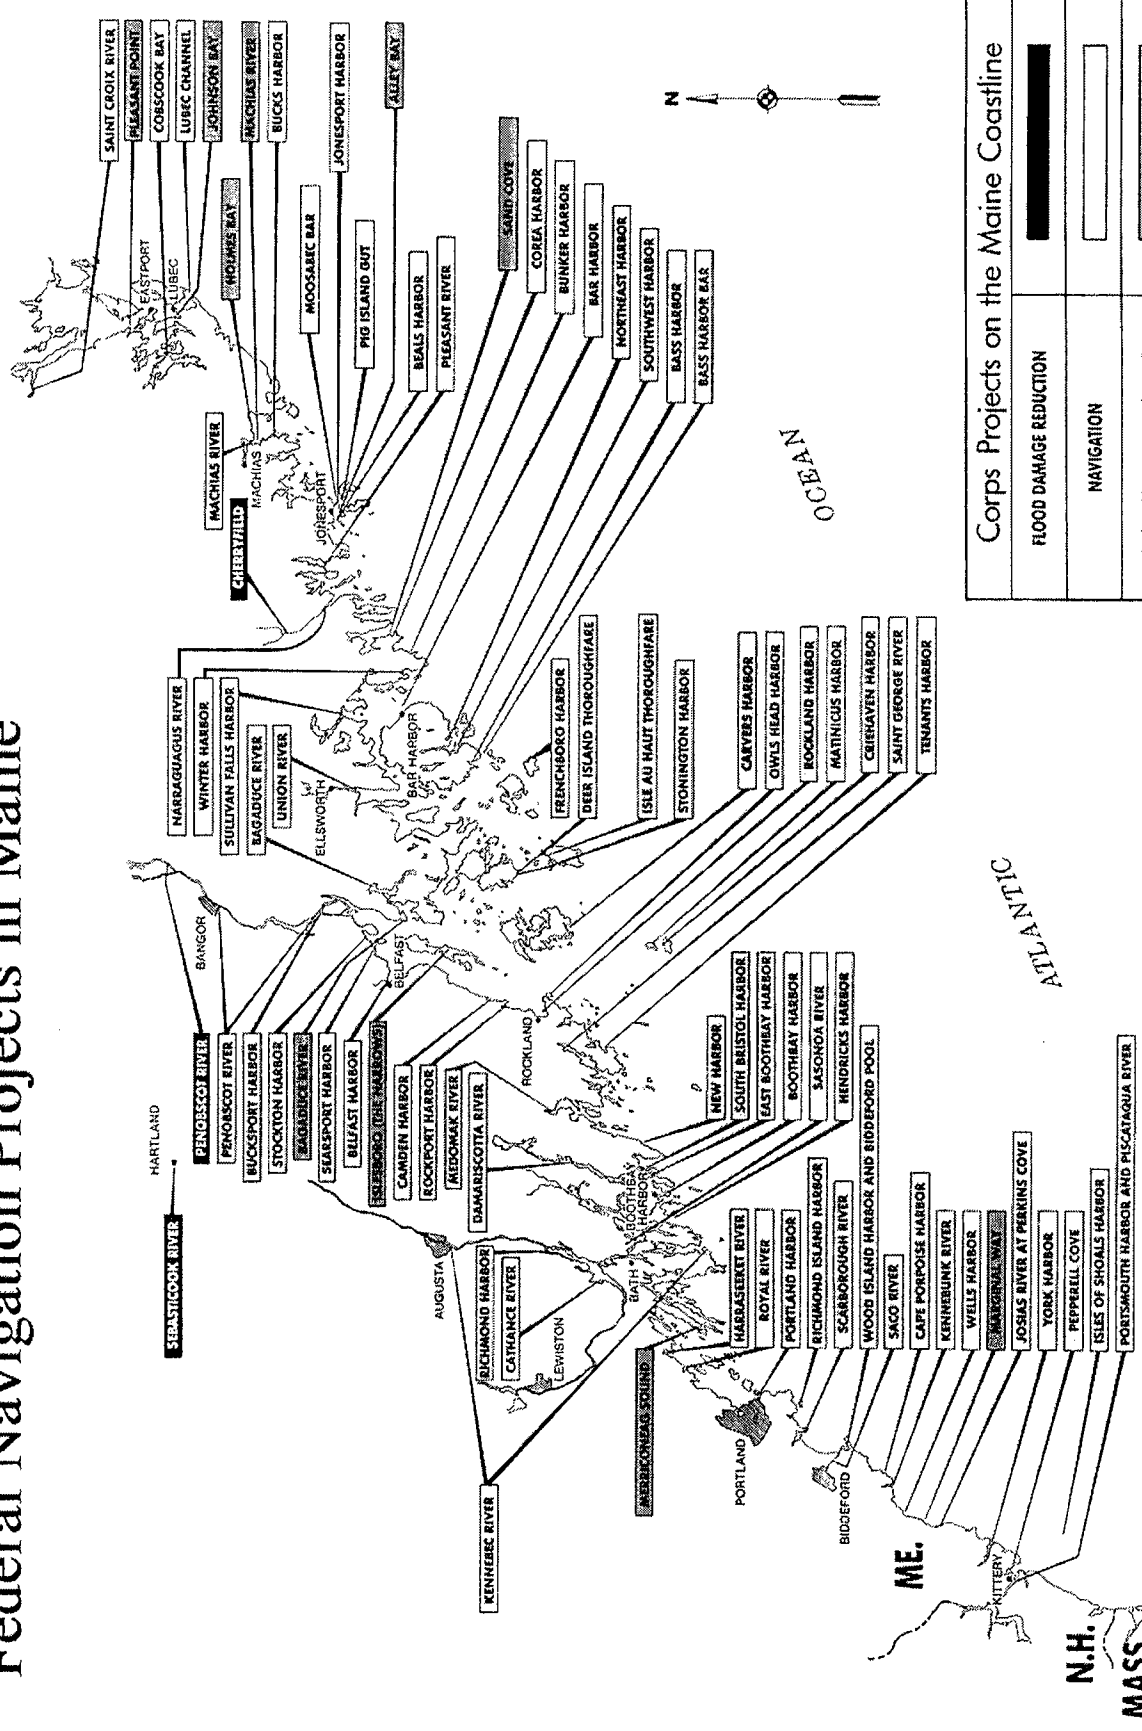 Federal Navigation Projects in Maine
SAINT CROIX RIVER
PLEASANT POINT
COBSCOOK BAY
LUBEC CHANNEL
JOHNSON BAY
MACHIAS RIVER
BUCKS HARBOR
HOLMES BAY
EASTPORT
LUBEC
MOOSABEC BAR
JONESPORT HARBOR
PIG ISLAND GUT
ALLEY BAY
BEALS HARBOR
PLEASANT RIVER
MACHIAS RIVER
MACHIAS
CHERRYFIELD
JONESPORT
SAND COVE
COREA HARBOR
BUNKER HARBOR
BAR HARBOR
NORTHEAST HARBOR
SOUTHWEST HARBOR
BASS HARBOR
BASS HARBOR BAR
N
NARRAGUAGUS RIVER
WINTER HARBOR
SULLIVAN FALLS HARBOR
BAGADUCE RIVER
UNION RIVER
ELLSWORTH
BAR HARBOR
FRENCHBORO HARBOR
DEER ISLAND THOROUGHFARE
ISLE AU HAUT THOROUGHFARE
STONINGTON HARBOR
CARVERS HARBOR
OWLS HEAD HARBOR
ROCKLAND HARBOR
MATINICUS HARBOR
CRIEHAVEN HARBOR
SAINT GEORGE RIVER
TENANTS HARBOR
BANGOR
BELFAST
ROCKLAND
HARTLAND
SEBASTICOOK RIVER
PENOBSCOT RIVER
PENOBSCOT RIVER
BUCKSPORT HARBOR
STOCKTON HARBOR
BAGADUCE RIVER
SEARSPORT HARBOR
BELFAST HARBOR
ISLESBORO (THE NARROWS)
CAMDEN HARBOR
ROCKPORT HARBOR
MEDOMAK RIVER
DAMARISCOTTA RIVER
NEW HARBOR
SOUTH BRISTOL HARBOR
EAST BOOTHBAY HARBOR
BOOTHBAY HARBOR
SASONOA RIVER
HENDRICKS HARBOR
AUGUSTA
RICHMOND HARBOR
CATHANCE RIVER
LEWISTON
BATH
BOOTHBAY
HARBOR
KENNEBEC RIVER
MERRICONEAG SOUND
HARASEEKET RIVER
ROYAL RIVER
PORTLAND HARBOR
RICHMOND ISLAND HARBOR
SCARBOROUGH RIVER
WOOD ISLAND HARBOR AND BIDDEFORD POOL
SACO RIVER
CAPE PORPOISE HARBOR
KENNEBUNK RIVER
WELLS HARBOR
MARGINAL WAY
JOSIAS RIVER AT PERKINS COVE
YORK HARBOR
PEPPERELL COVE
ISLES OF SHOALS HARBOR
PORTSMOUTH HARBOR AND PISCATAQUA RIVER
PORTLAND
BIDDEFORD
KITTERY
ME.
N.H.
MASS
ATLANTIC
OCEAN
Corps Projects on the Maine Coastline
FLOOD DAMAGE REDUCTION
NAVIGATION